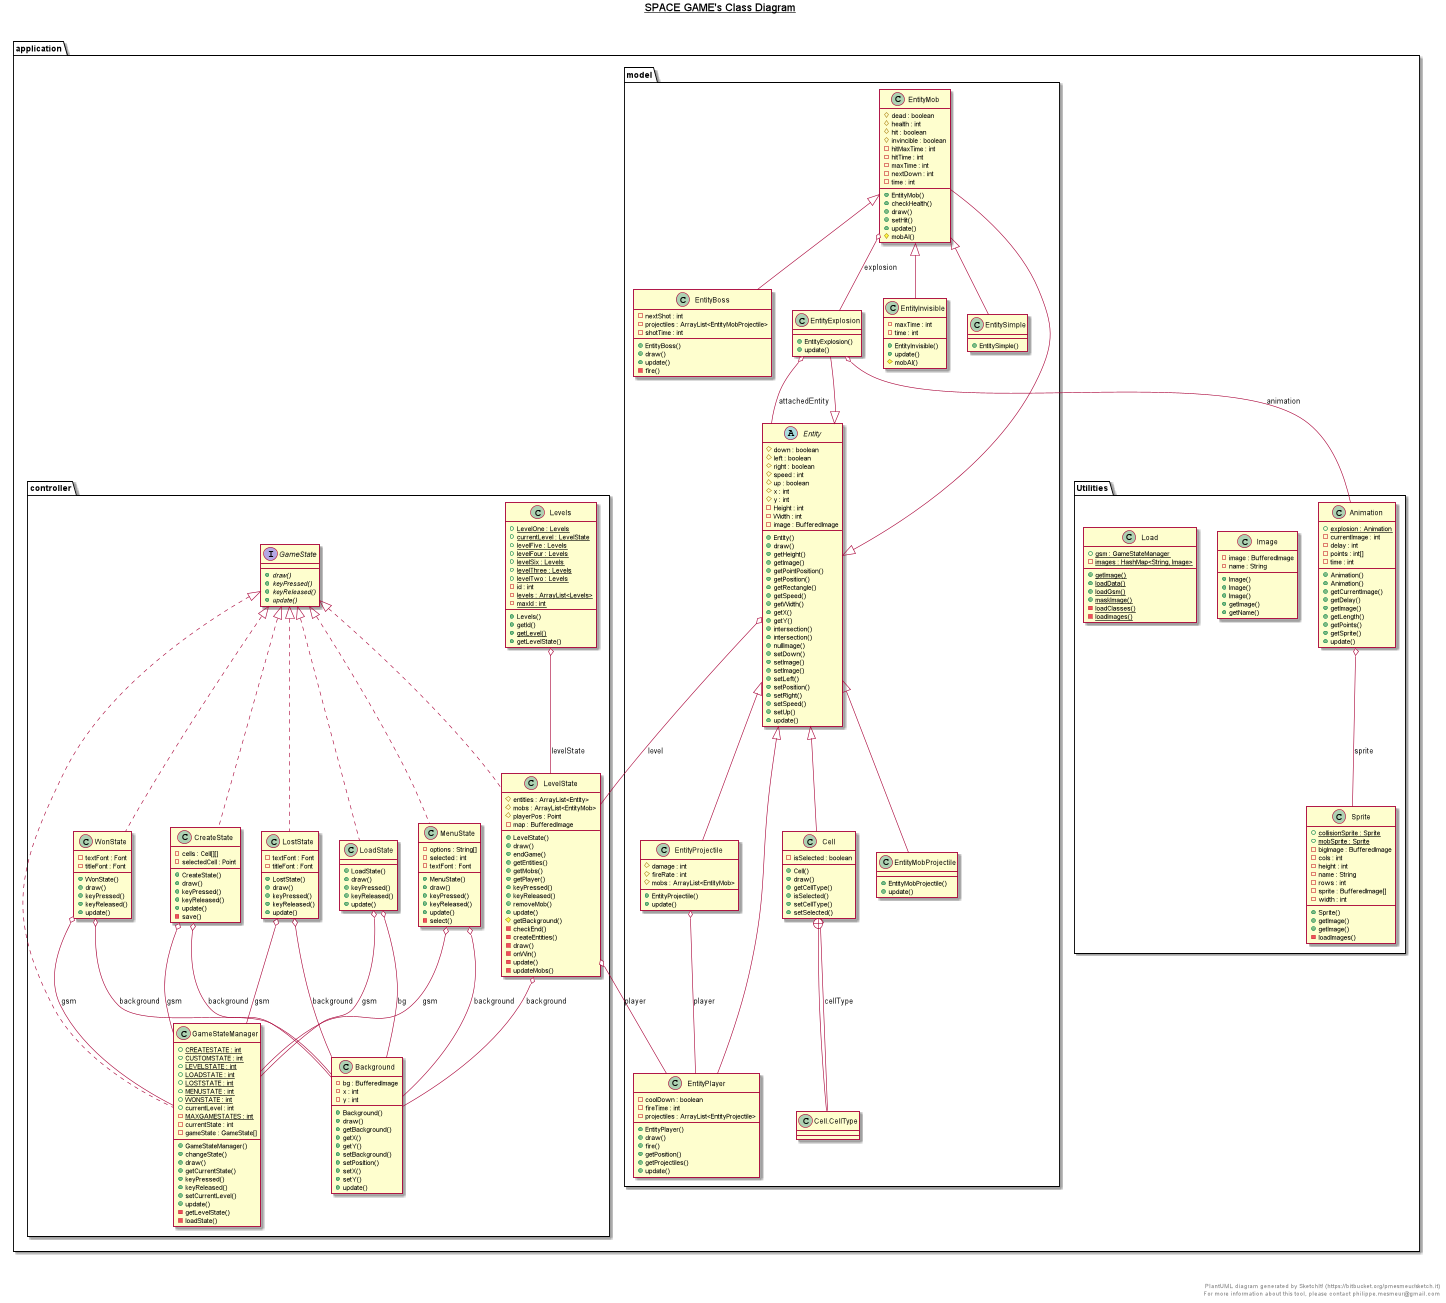 SPACE GAME's Class Diagram
application
model
EntityMob
dead : boolean
health : int
hit : boolean
invincible : boolean
hitMaxTime : int
hitTime : int
maxTime : int
nextDown : int
time : int
EntityMob()
checkHealth()
draw()
setHit()
update()
mobAI()
explosion
EntityBoss
nextShot : int
projectiles : ArrayList<EntityMobProjectile>
shotTime : int
EntityBoss()
draw()
update()
fire()
EntityExplosion
EntityExplosion()
update()
EntityInvisible
maxTime : int
time : int
EntityInvisible()
update()
mobAI()
EntitySimple
EntitySimple()
attachedEntity
animation
Entity
down : boolean
left : boolean
right : boolean
speed : int
up : boolean
x : int
y : int
Height : int
Width : int
image : BufferedImage
Entity()
draw()
getHeight()
getImage()
getPointPosition()
getPosition()
getRectangle()
getSpeed()
getWidth()
getX()
getY()
intersection()
intersection()
nullImage()
setDown()
setImage()
setImage()
setLeft()
setPosition()
setRight()
setSpeed()
setUp()
update()
level
EntityProjectile
damage : int
fireRate : int
mobs : ArrayList<EntityMob>
EntityProjectile()
update()
Cell
isSelected : boolean
Cell()
draw()
getCellType()
isSelected()
setCellType()
setSelected()
EntityMobProjectile
EntityMobProjectile()
update()
player
player
cellType
EntityPlayer
coolDown : boolean
fireTime : int
projectiles : ArrayList<EntityProjectile>
EntityPlayer()
draw()
fire()
getPosition()
getProjectiles()
update()
Cell.CellType
controller
Levels
LevelOne : Levels
currentLevel : LevelState
levelFive : Levels
levelFour : Levels
levelSix : Levels
levelThree : Levels
levelTwo : Levels
id : int
levels : ArrayList<Levels>
maxId : int
Levels()
getId()
getLevel()
getLevelState()
GameState
draw()
keyPressed()
keyReleased()
update()
levelState
LevelState
entities : ArrayList<Entity>
mobs : ArrayList<EntityMob>
playerPos : Point
map : BufferedImage
LevelState()
draw()
endGame()
getEntities()
getMobs()
getPlayer()
keyPressed()
keyReleased()
removeMob()
update()
getBackground()
checkEnd()
createEntities()
draw()
onWin()
update()
updateMobs()
WonState
textFont : Font
titleFont : Font
WonState()
draw()
keyPressed()
keyReleased()
update()
CreateState
cells : Cell[][]
selectedCell : Point
CreateState()
draw()
keyPressed()
keyReleased()
update()
save()
LostState
textFont : Font
titleFont : Font
LostState()
draw()
keyPressed()
keyReleased()
update()
LoadState
LoadState()
draw()
keyPressed()
keyReleased()
update()
MenuState
options : String[]
selected : int
textFont : Font
MenuState()
draw()
keyPressed()
keyReleased()
update()
select()
gsm
background
gsm
background
gsm
background
gsm
bg
gsm
background
background
GameStateManager
CREATESTATE : int
CUSTOMSTATE : int
LEVELSTATE : int
LOADSTATE : int
LOSTSTATE : int
MENUSTATE : int
WONSTATE : int
currentLevel : int
MAXGAMESTATES : int
currentState : int
gameState : GameState[]
GameStateManager()
changeState()
draw()
getCurrentState()
keyPressed()
keyReleased()
setCurrentLevel()
update()
getLevelState()
loadState()
Background
bg : BufferedImage
x : int
y : int
Background()
draw()
getBackground()
getX()
getY()
setBackground()
setPosition()
setX()
setY()
update()
Utilities
Load
gsm : GameStateManager
images : HashMap<String, Image>
getImage()
loadData()
loadGsm()
maskImage()
loadClasses()
loadImages()
Image
image : BufferedImage
name : String
Image()
Image()
Image()
getImage()
getName()
Animation
explosion : Animation
currentImage : int
delay : int
points : int[]
time : int
Animation()
Animation()
getCurrentImage()
getDelay()
getImage()
getLength()
getPoints()
getSprite()
update()
sprite
Sprite
collisionSprite : Sprite
mobSprite : Sprite
bigImage : BufferedImage
cols : int
height : int
name : String
rows : int
sprite : BufferedImage[]
width : int
Sprite()
getImage()
getImage()
loadImages()
PlantUML diagram generated by SketchIt! (https://bitbucket.org/pmesmeur/sketch.it)
For more information about this tool, please contact philippe.mesmeur@gmail.com